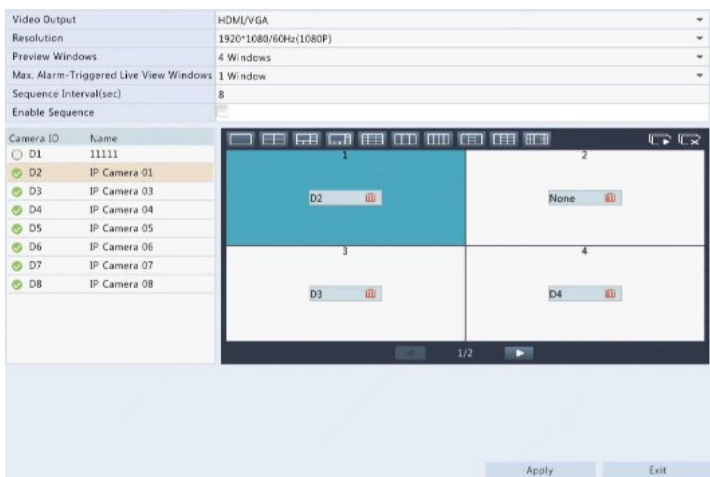 Video Output HDMI/VGA
Resolution 1920*1080/60Hz(1080P)
Preview Windows 4 Windows
Max. Alarm-Triggered Live View Windows 1 Window
Sequence Interval(sec) 8
Enable Sequence
Camera ID Name
D1 11111
D2 IP Camera 01
D3 IP Camera 03
D4 IP Camera 04
D5 IP Camera 05
D6 IP Camera 06
D7 IP Camera 07
D8 IP Camera 08
1 2
D2 None
3 4
D3 D4
1/2
Apply Exit